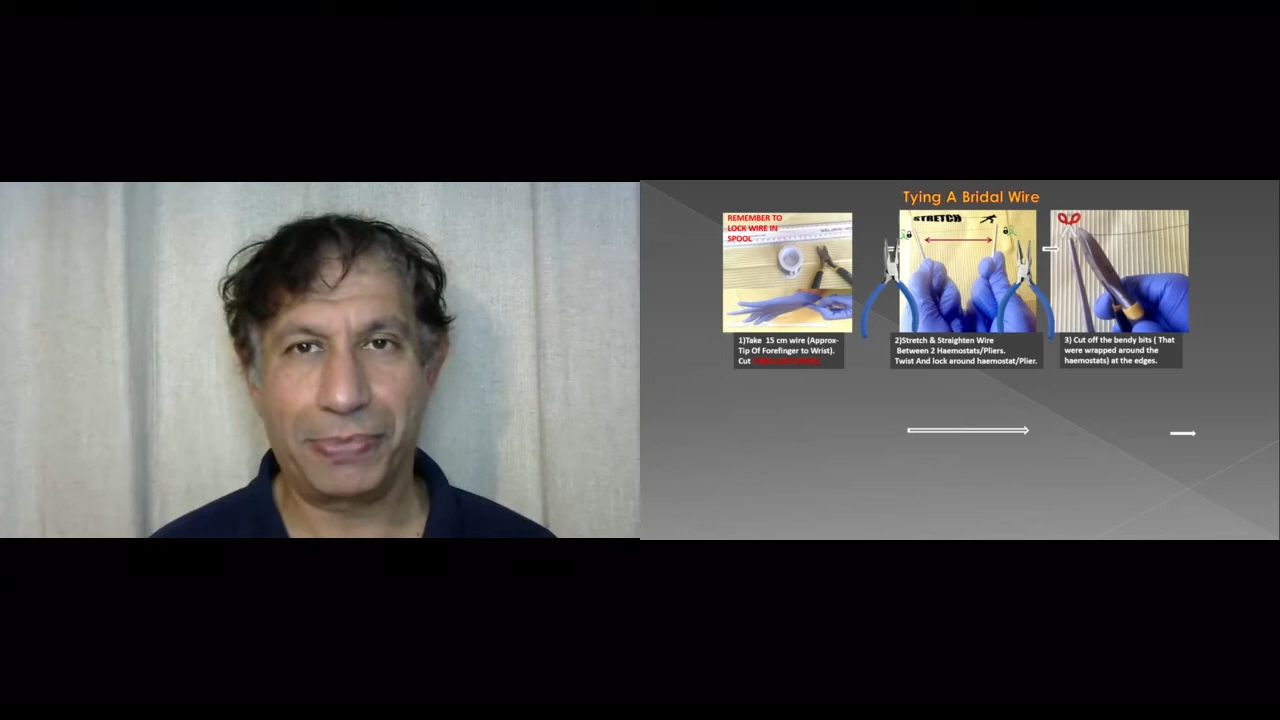 Tying A Bridal Wire
REMEMBER TO
LOCK WIRE IN
SPOOL
STRETCH
1)Take 15 cm wire (Approx-
Tip Of Forefinger to Wrist).
Cut
2)Stretch & Straighten Wire
Between 2 Haemostats/Pliers.
Twist And lock around haemostat/Plier.
3) Cut off the bendy bits ( That
were wrapped around the
haemostats) at the edges.